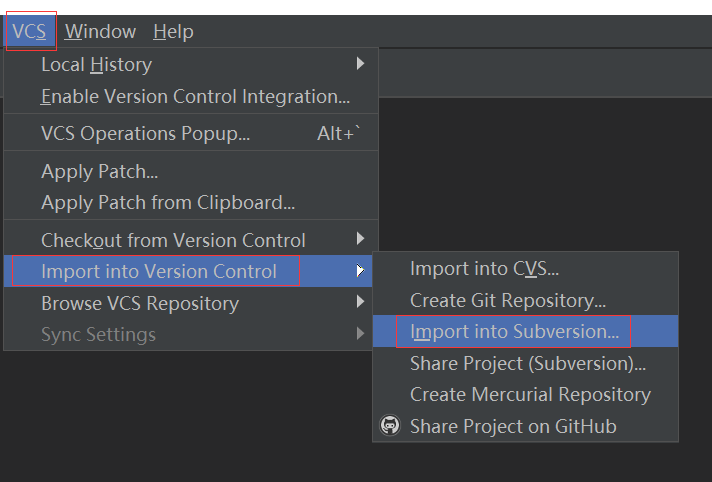 VCS Window Help
Local History
Enable Version Control Integration...
VCS Operations Popup... Alt+`
Apply Patch...
Apply Patch from Clipboard...
Checkout from Version Control
Import into Version Control
Browse VCS Repository
Sync Settings
Import into CVS...
Create Git Repository...
Import into Subversion...
Share Project (Subversion)...
Create Mercurial Repository
Share Project on GitHub